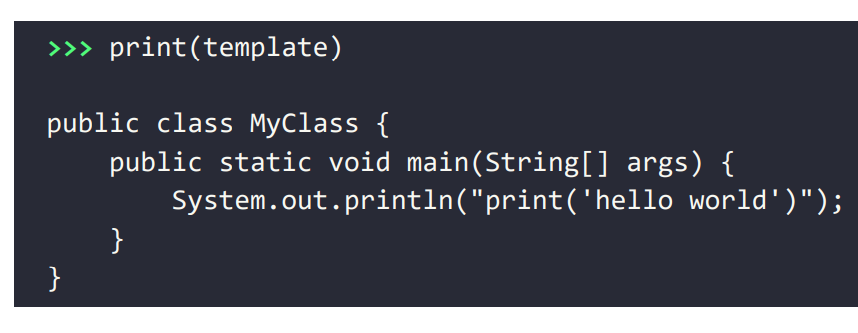 >>> print(template)
public class MyClass {
    public static void main(String[] args) {
        System.out.println("print('hello world')");
    }
}